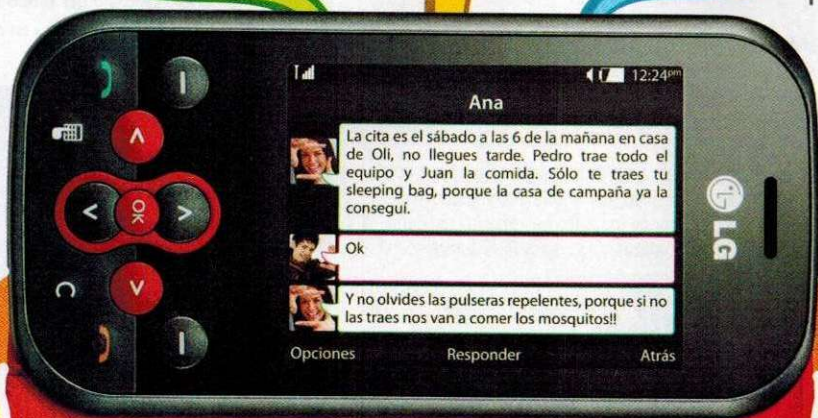 12:24pm
Ana
La cita es el sábado a las 6 de la mañana en casa
de Oli, no llegues tarde. Pedro trae todo el
equipo y Juan la comida. Sólo te traes tu
sleeping bag, porque la casa de campaña ya la
conseguí.
Ok
Y no olvides las pulseras repelentes, porque si no
las traes nos van a comer los mosquitos!!
Opciones Responder Atrás
OK
C
LG